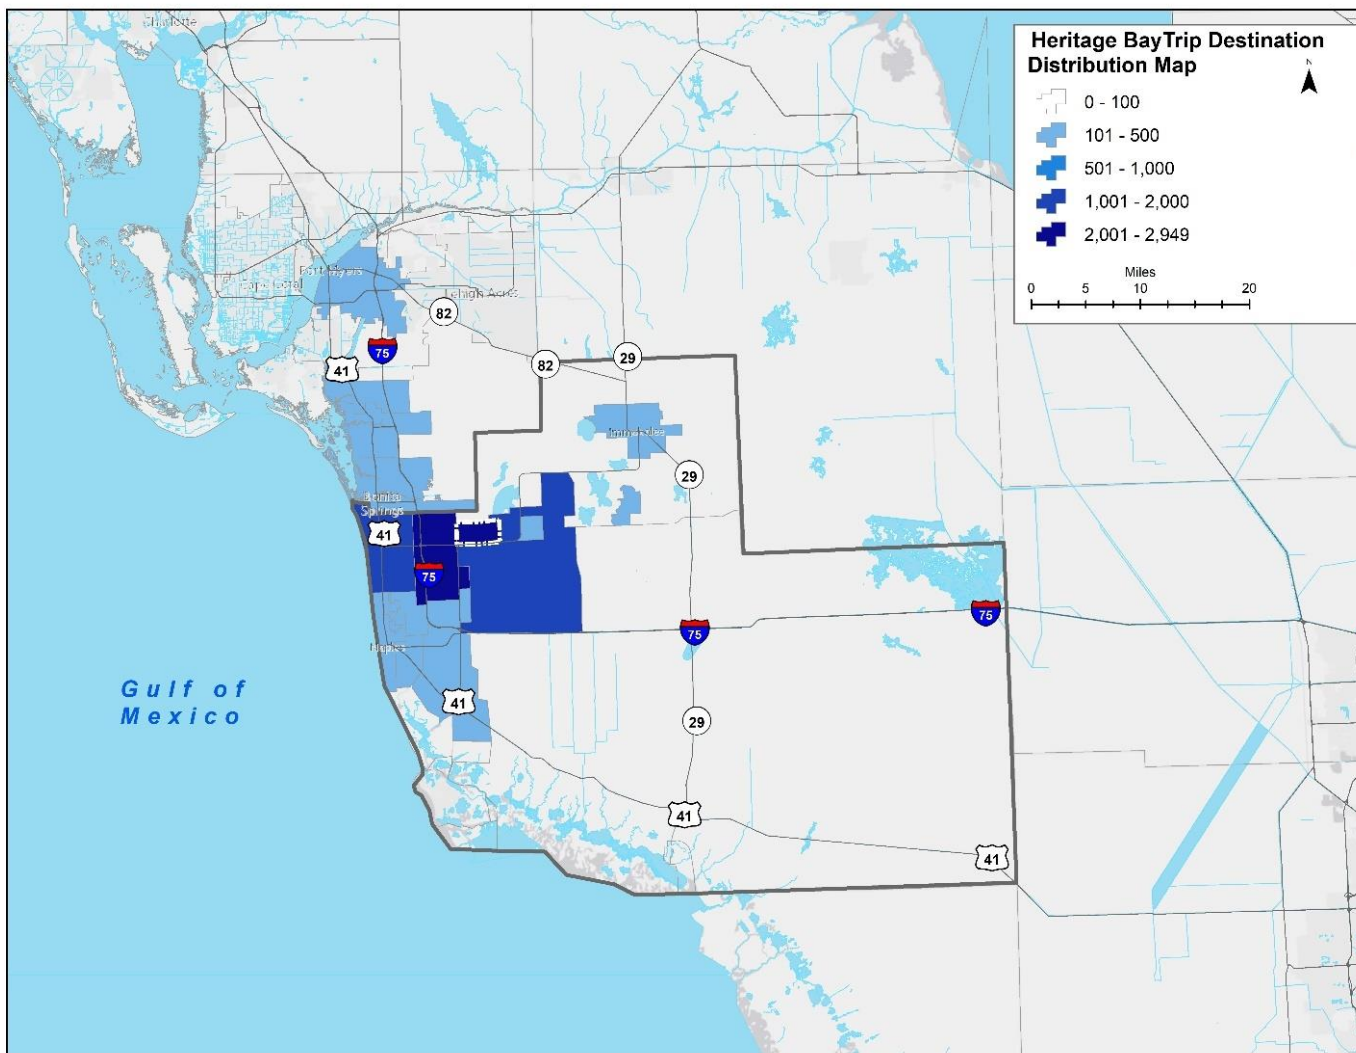 Charlotte
Heritage BayTrip Destination
Distribution Map
N
0 - 100
101 - 500
501 - 1,000
1,001 - 2,000
2,001 - 2,949
Miles
0 5 10 20
Fort Myers
Cape Coral
Lehigh Acres
82
75
41
82
29
Immokalee
29
Bonita
Springs
41
75
75
75
Naples
Gulf of
Mexico
41
29
41
41